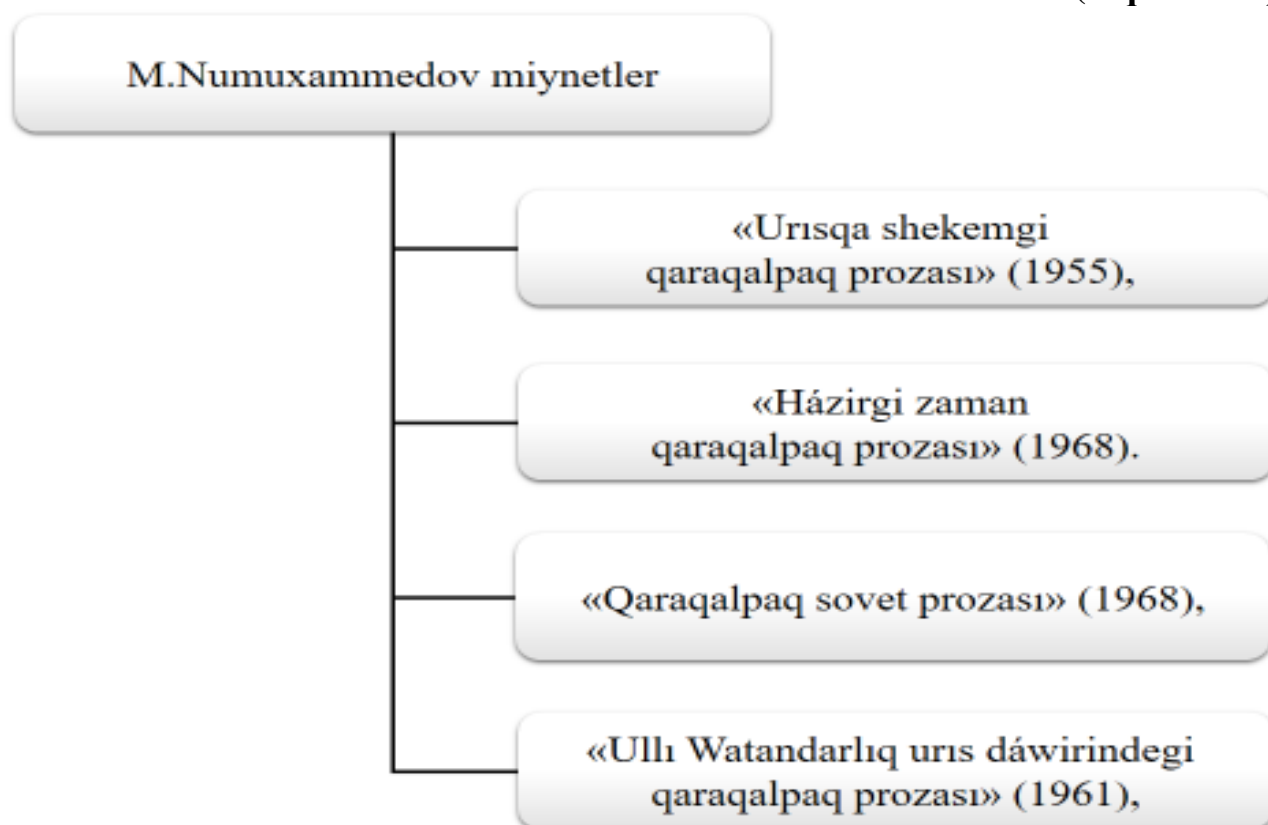 M.Numuxammedov miynetler
«Urısqa shekemgi
qaraqalpaq prozası» (1955),
«Házirgi zaman
qaraqalpaq prozası» (1968).
«Qaraqalpaq sovet prozası» (1968),
«Ullı Watandarlıq urıs dáwirindegi
qaraqalpaq prozası» (1961),